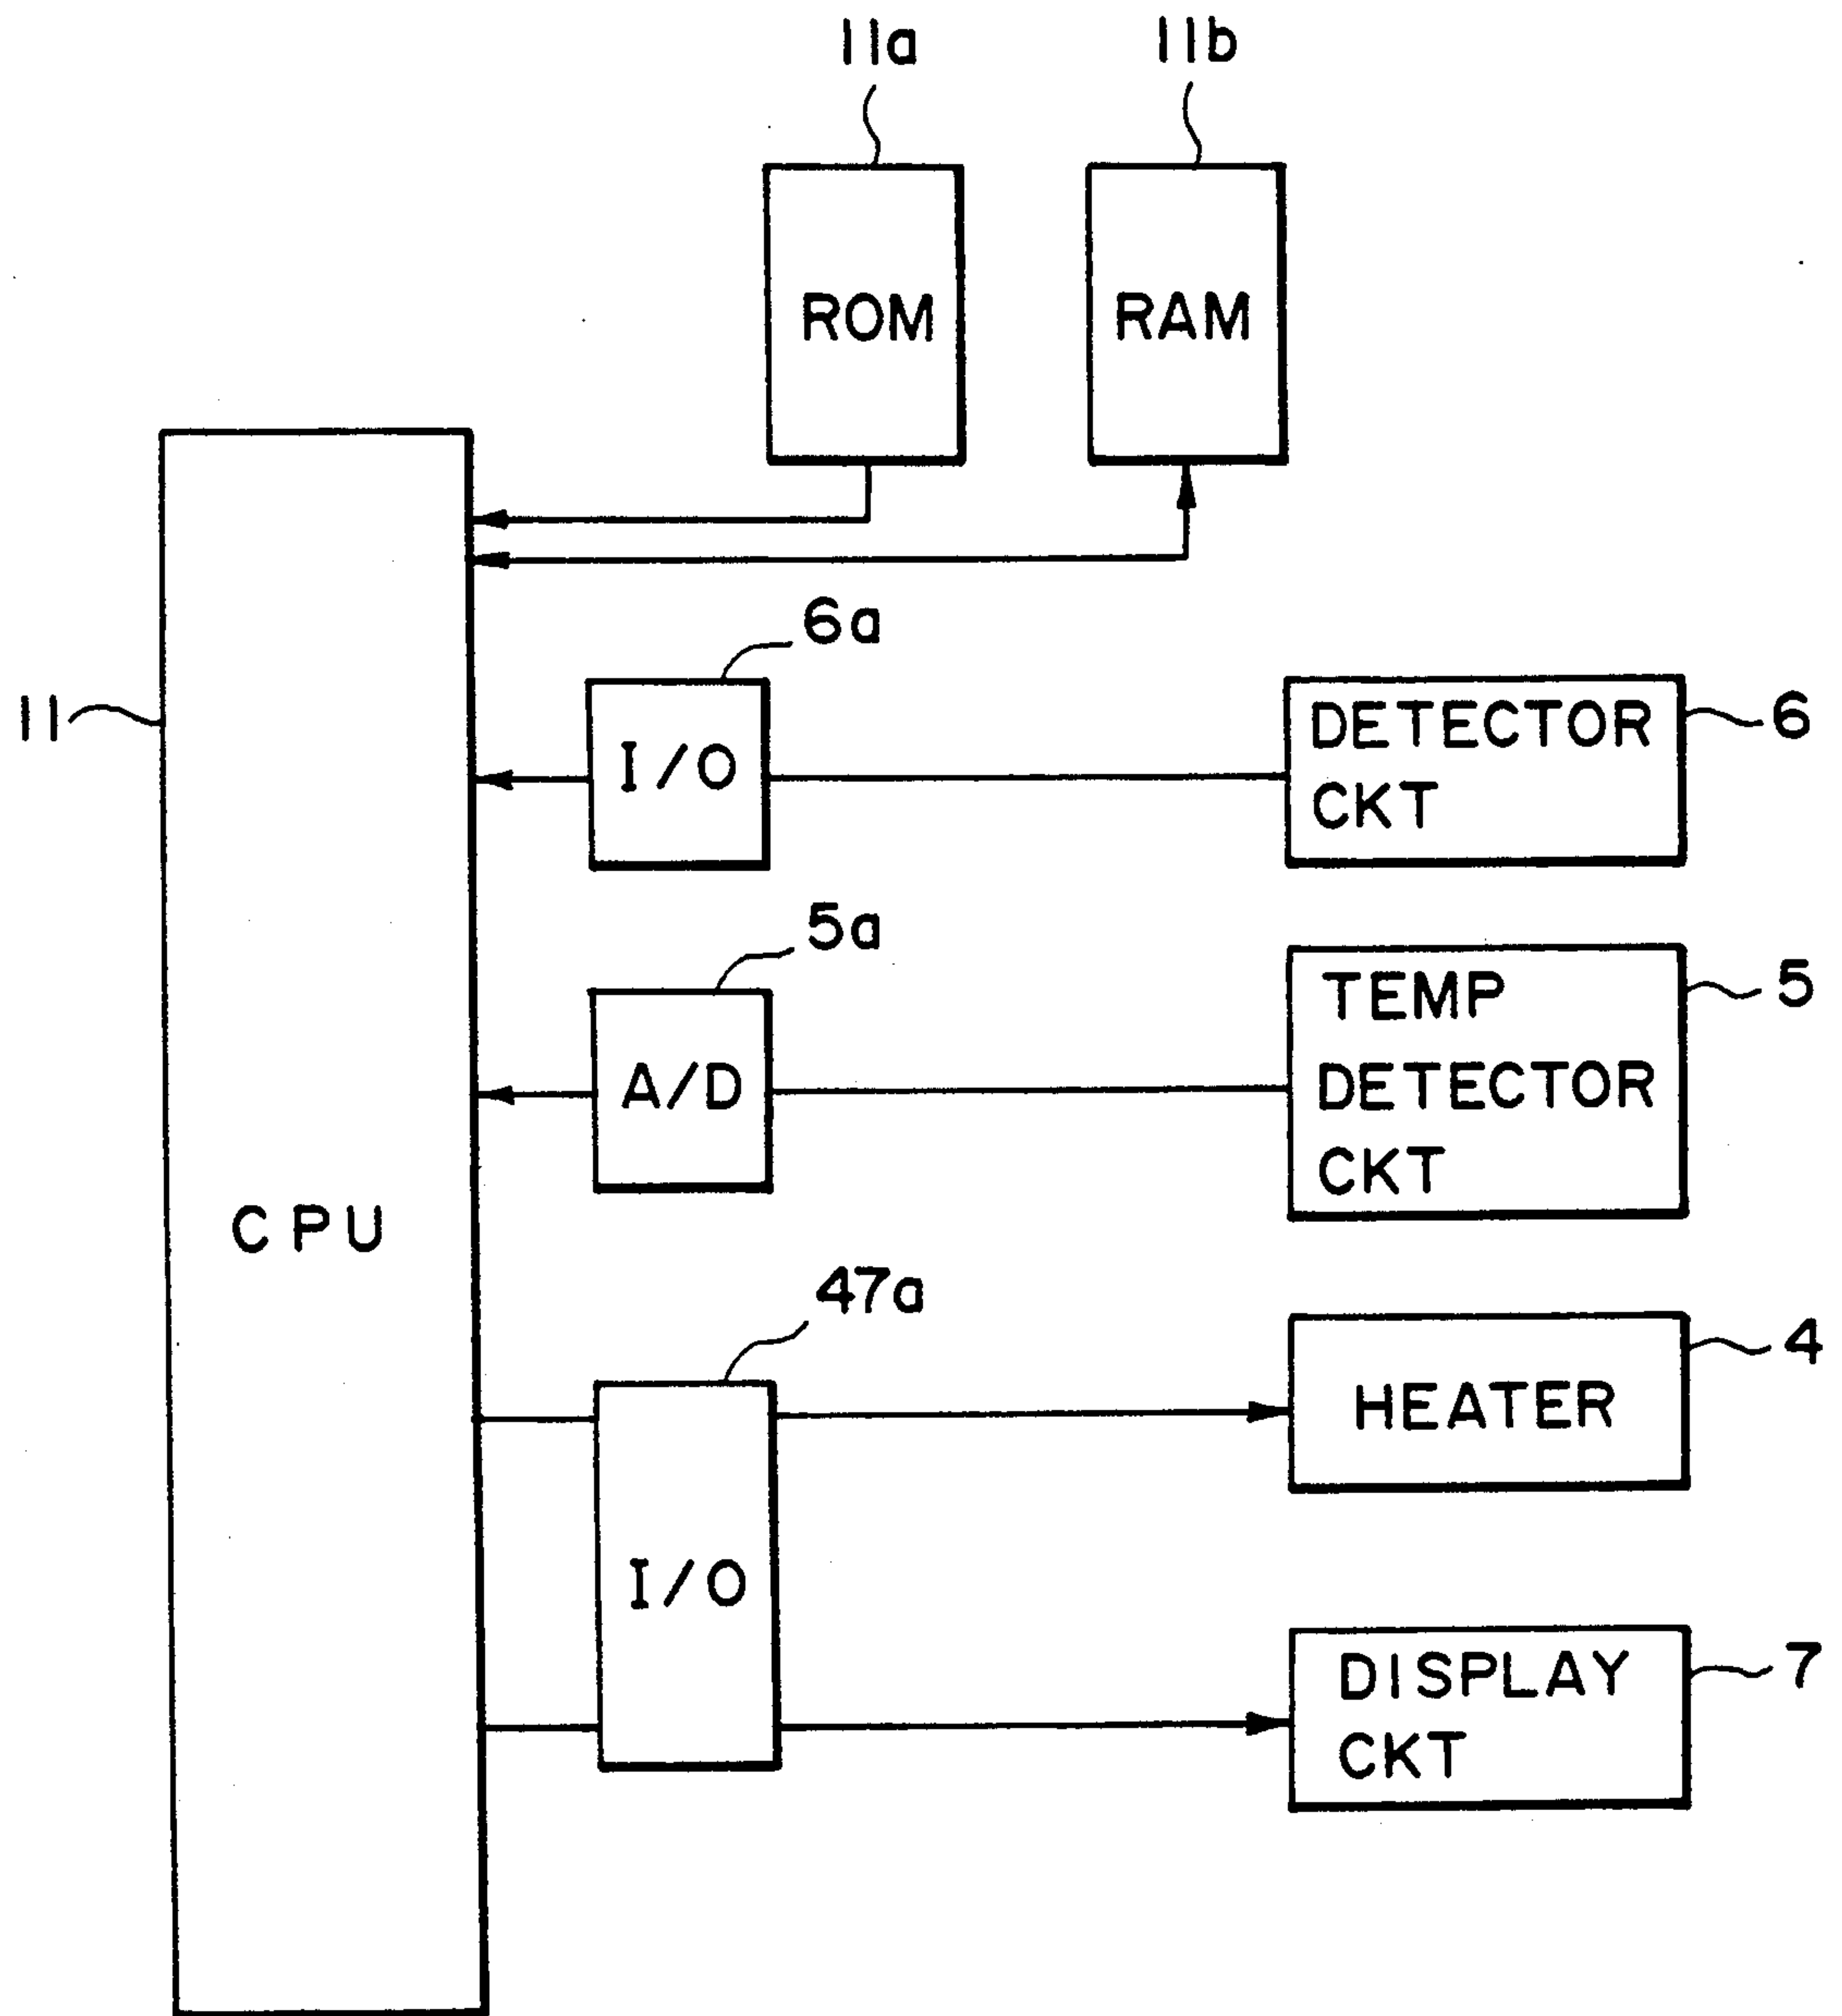 11a
11b
ROM
RAM
6a
11
I/O
DETECTOR
CKT
6
5a
A/D
TEMP
DETECTOR
CKT
5
CPU
47a
HEATER
4
I/O
DISPLAY
CKT
7